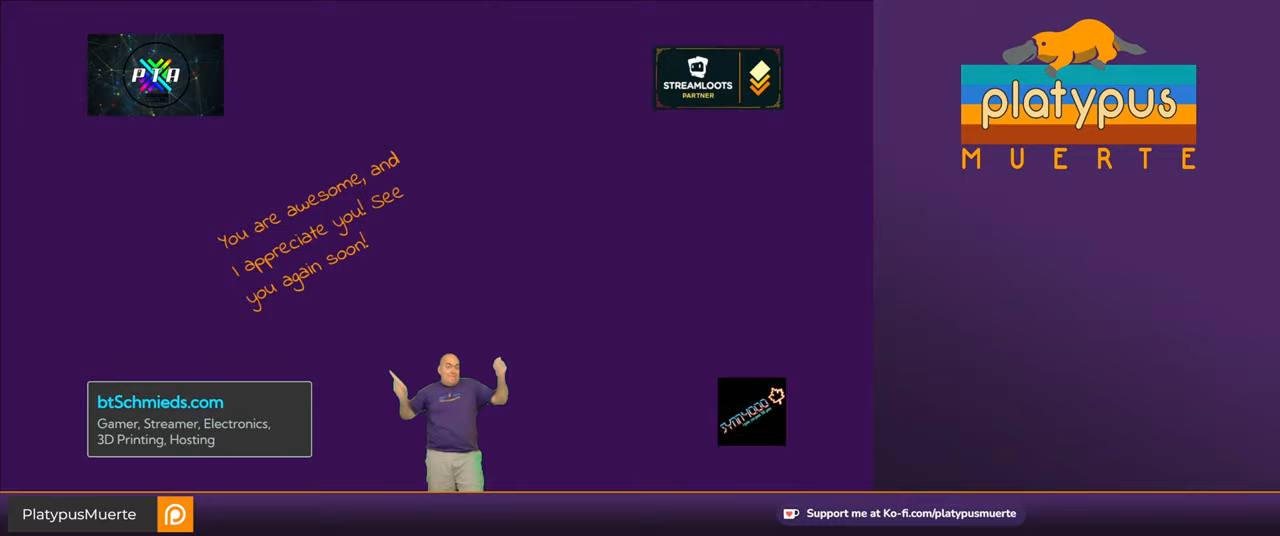 PTA
STREAMLOOTS
PARTNER
platypus
MUERTE
You are awesome, and
I appreciate you! See
you again soon!
btSchmieds.com
Gamer, Streamer, Electronics,
3D Printing, Hosting
PlatypusMuerte
Support me at Ko-fi.com/platypusmuerte